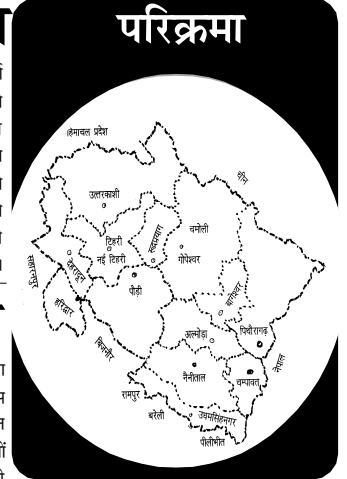 परिक्रमा
हिमाचल प्रदेश
चीन
उत्तरकाशी
चमोली
रूद्रप्रयाग
टिहरी
नई टिहरी
गोपेश्वर
देहरादून
सहारनपुर
पौड़ी
हरिद्वार
बागेश्वर
बिजनौर
अल्मोड़ा
पिथौरागढ़
नेपाल
नैनीताल
चम्पावत
रामपुर
बरेली
उधमसिंहनगर
पीलीभीत